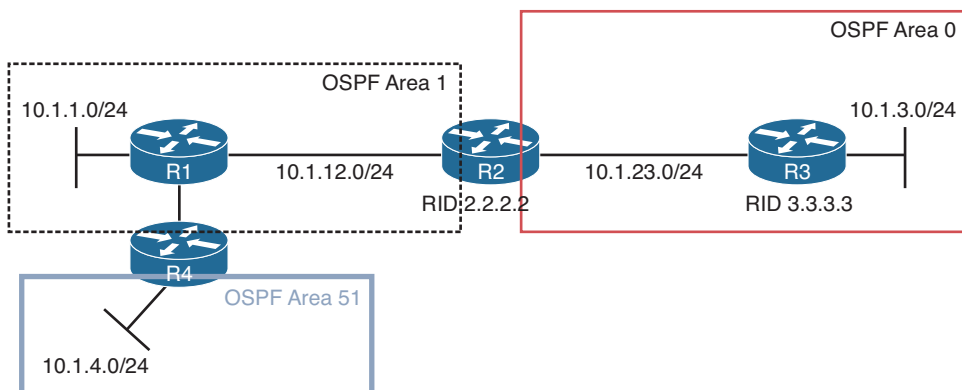 OSPF Area 0
OSPF Area 1
10.1.1.0/24
10.1.3.0/24
R1
10.1.12.0/24
R2
10.1.23.0/24
R3
RID 2.2.2.2
RID 3.3.3.3
R4
OSPF Area 51
10.1.4.0/24